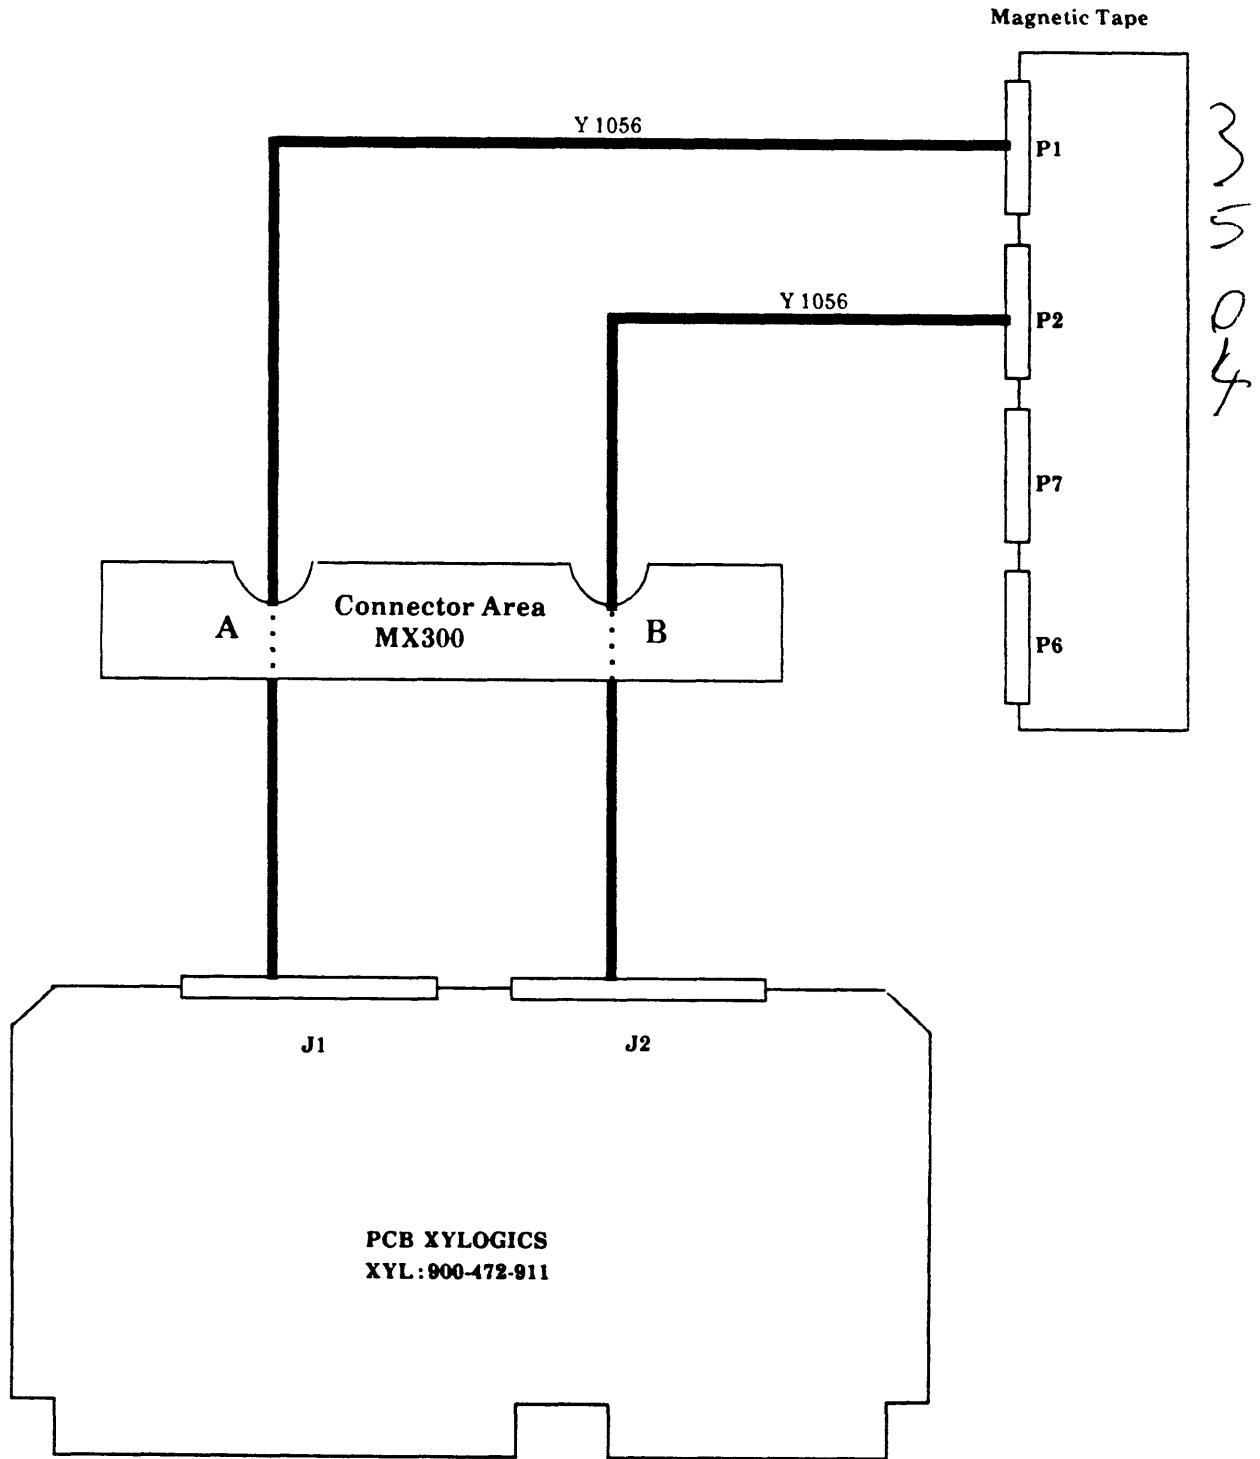 Magnetic Tape
Y 1056
P1
3
5
0
4
Y 1056
P2
P7
P6
A
Connector Area
MX300
B
J1
J2
PCB XYLOGICS
XYL: 900-472-911